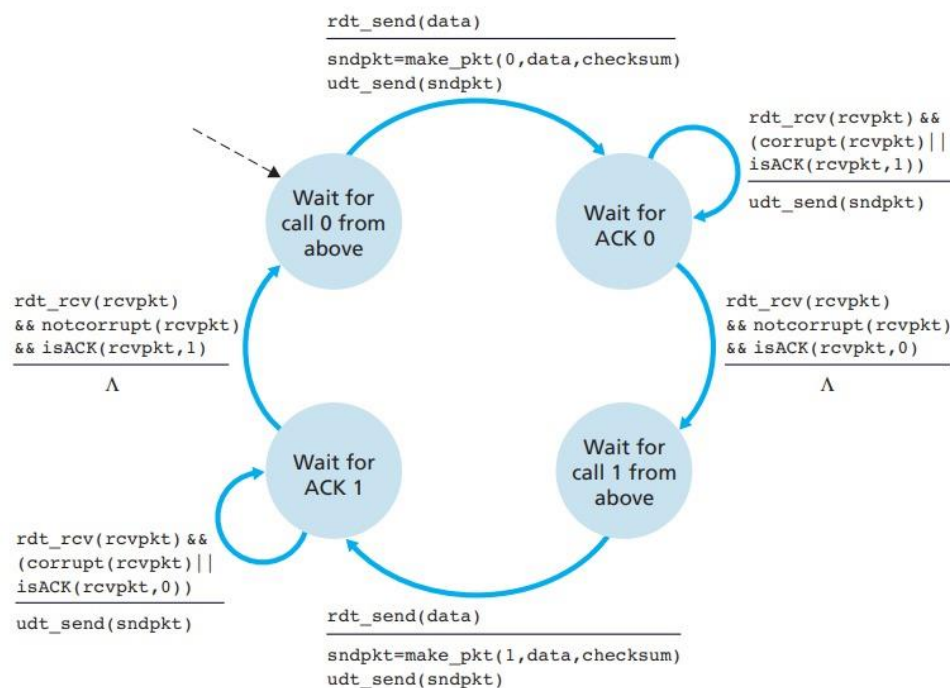 rdt_send(data)
sndpkt=make_pkt(0,data,checksum)
udt_send(sndpkt)
rdt_rcv(rcvpkt) &&
(corrupt(rcvpkt)||
isACK(rcvpkt,1))
udt_send(sndpkt)
Wait for
call 0 from
above
Wait for
ACK 0
rdt_rcv(rcvpkt)
&& notcorrupt(rcvpkt)
&& isACK(rcvpkt,1)
Λ
rdt_rcv(rcvpkt)
&& notcorrupt(rcvpkt)
&& isACK(rcvpkt,0)
Λ
Wait for
ACK 1
Wait for
call 1 from
above
rdt_rcv(rcvpkt) &&
(corrupt(rcvpkt)||
isACK(rcvpkt,0))
udt_send(sndpkt)
rdt_send(data)
sndpkt=make_pkt(1,data,checksum)
udt_send(sndpkt)